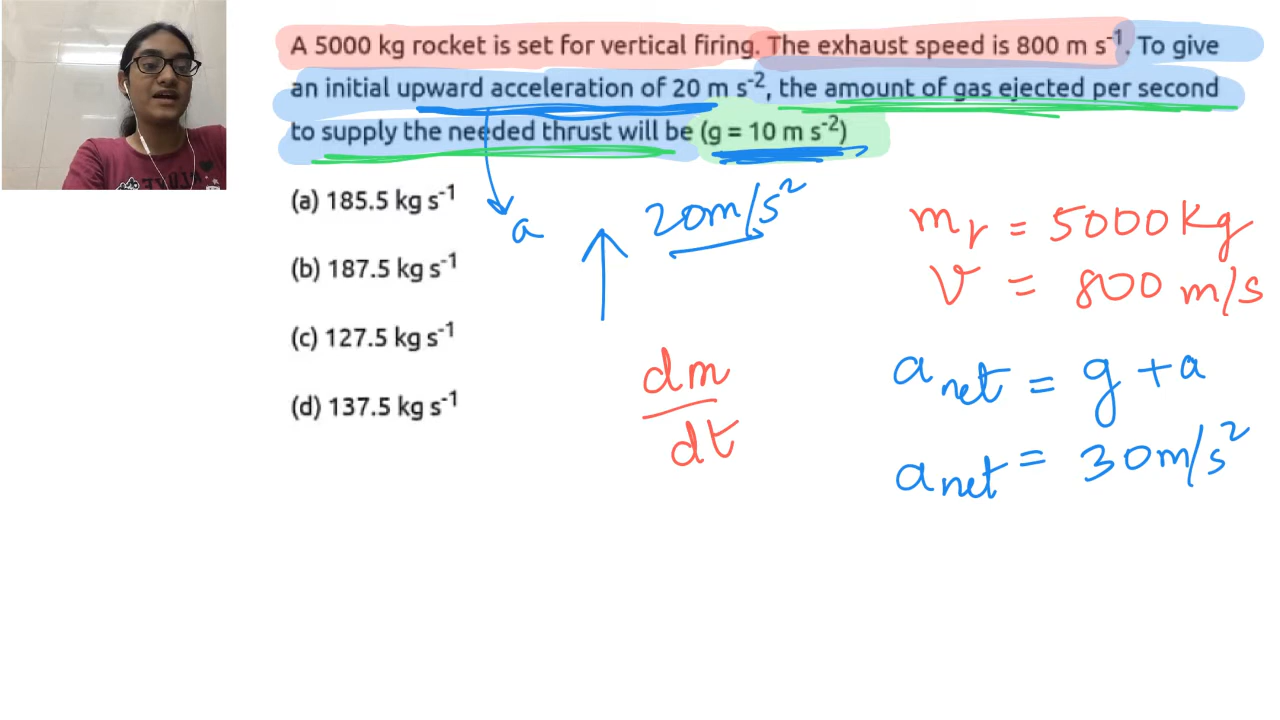 A 5000 kg rocket is set for vertical firing. The exhaust speed is 800 m s⁻¹. To give
an initial upward acceleration of 20 m s⁻², the amount of gas ejected per second
to supply the needed thrust will be (g = 10 m s⁻²)
(a) 185.5 kg s⁻¹
(b) 187.5 kg s⁻¹
(c) 127.5 kg s⁻¹
(d) 137.5 kg s⁻¹
a
20m/s²
dm
dt
mr = 5000kg
v = 800 m/s
a net = g + a
a net = 30m/s²